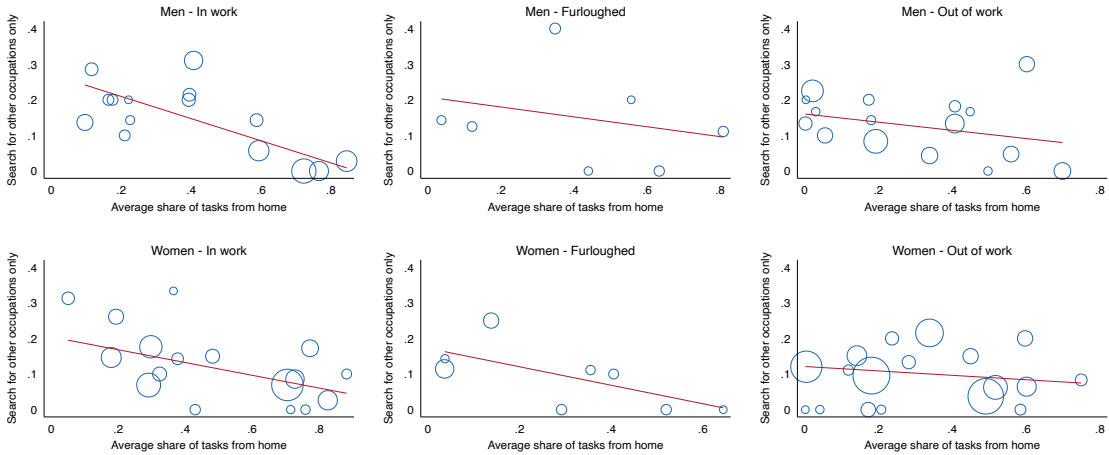 Men - In work
Search for other occupations only
.4
.3
.2
.1
0
0 .2 .4 .6 .8
Average share of tasks from home
Men - Furloughed
Search for other occupations only
.4
.3
.2
.1
0
0 .2 .4 .6 .8
Average share of tasks from home
Men - Out of work
Search for other occupations only
.4
.3
.2
.1
0
0 .2 .4 .6 .8
Average share of tasks from home
Women - In work
Search for other occupations only
.4
.3
.2
.1
0
0 .2 .4 .6 .8
Average share of tasks from home
Women - Furloughed
Search for other occupations only
.4
.3
.2
.1
0
0 .2 .4 .6
Average share of tasks from home
Women - Out of work
Search for other occupations only
.4
.3
.2
.1
0
0 .2 .4 .6 .8
Average share of tasks from home